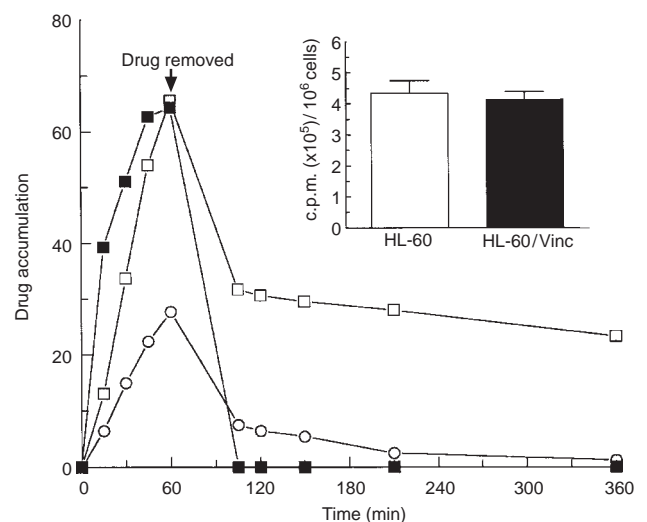 80
60
40
20
0
Drug accumulation
0 60 120 180 240 300 360
Time (min)
Drug removed
6
5
4
3
2
1
0
c.p.m. (x10⁵)/ 10⁶ cells)
HL-60 HL-60/Vinc